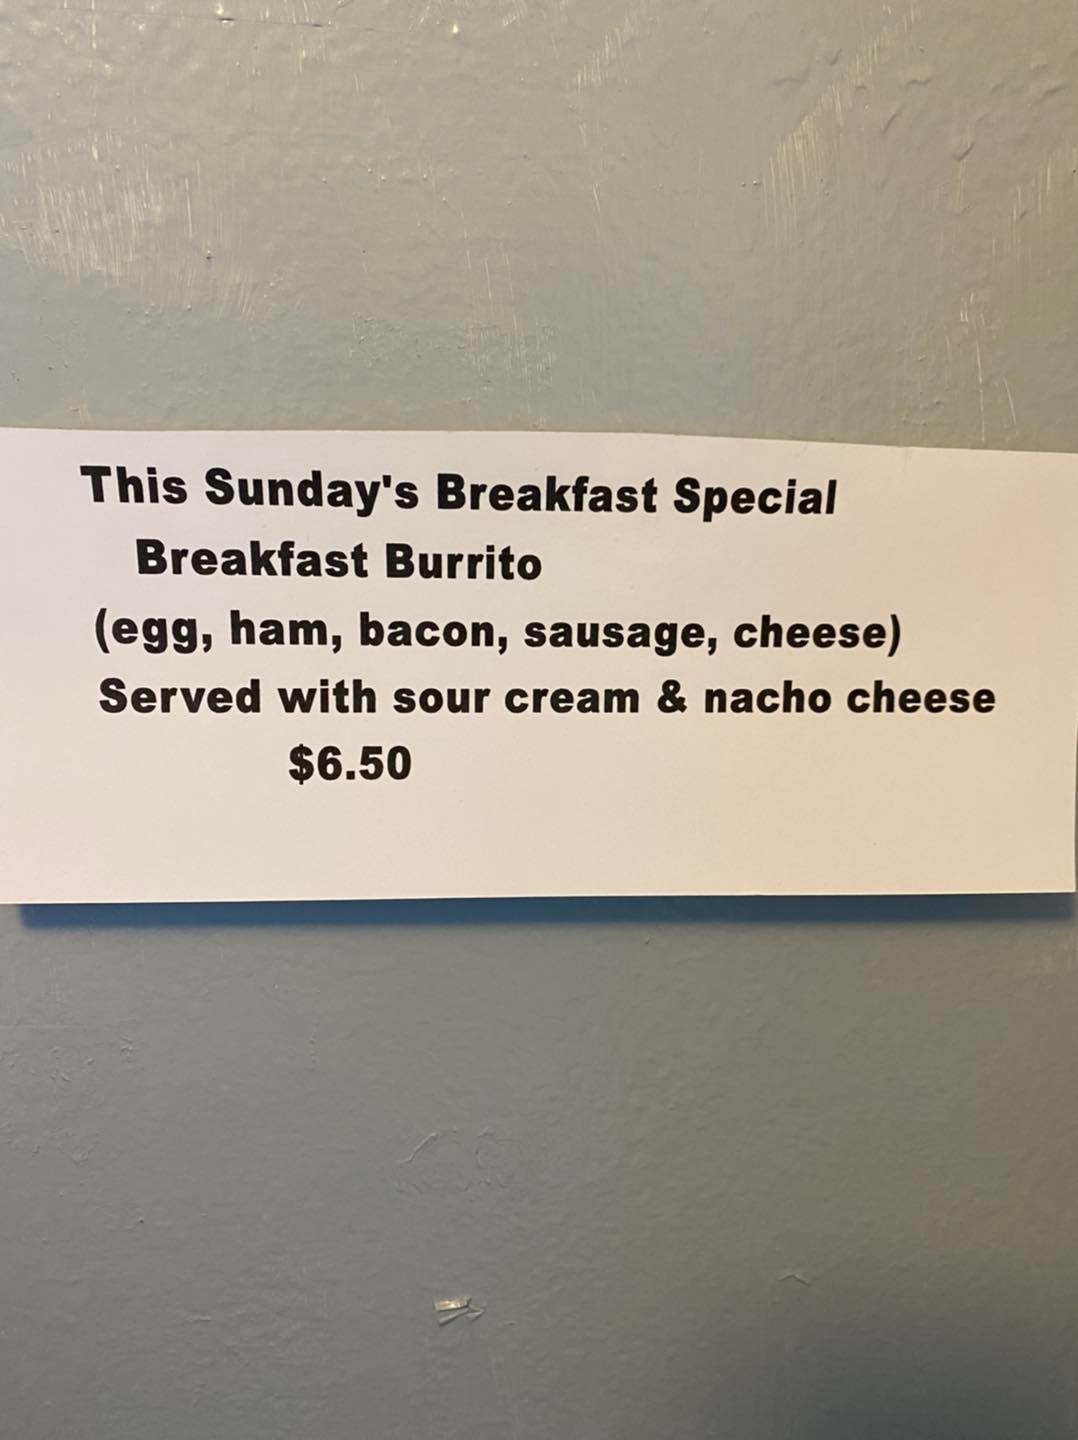 This Sunday's Breakfast Special
Breakfast Burrito
(egg, ham, bacon, sausage, cheese)
Served with sour cream & nacho cheese
$6.50